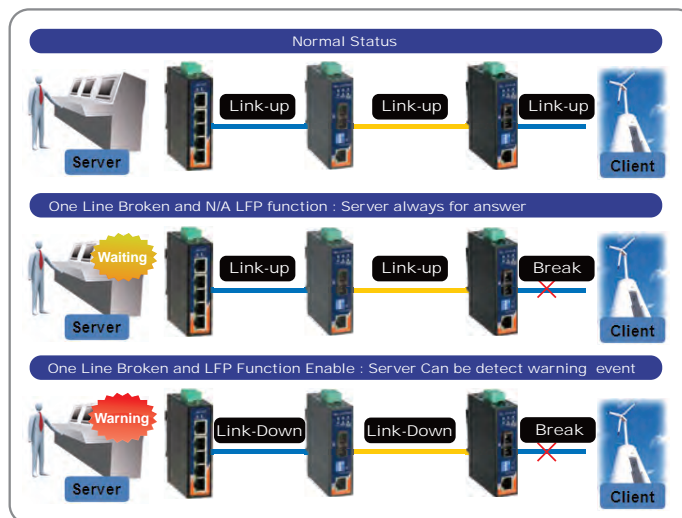 Normal Status
Link-up
Link-up
Link-up
Server
Client
One Line Broken and N/A LFP function : Server always for answer
Waiting
Link-up
Link-up
Break
Server
Client
One Line Broken and LFP Function Enable : Server Can be detect warning event
Warning
Link-Down
Link-Down
Break
Server
Client